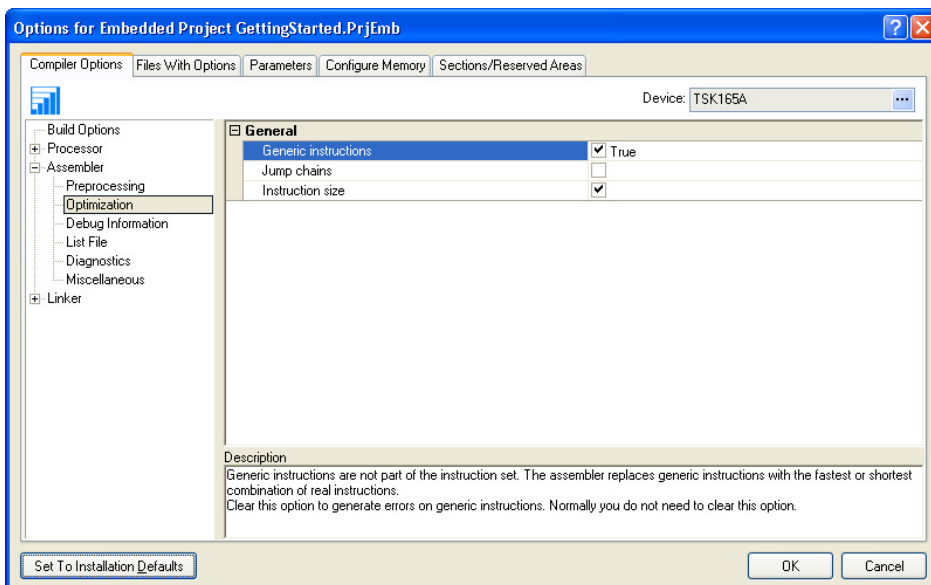 Options for Embedded Project GettingStarted.PrjEmb
Compiler Options Files With Options Parameters Configure Memory Sections/Reserved Areas
Device: TSK165A ...
Build Options
Processor
Assembler
Preprocessing
Optimization
Debug Information
List File
Diagnostics
Miscellaneous
Linker
General
Generic instructions True
Jump chains
Instruction size
Description
Generic instructions are not part of the instruction set. The assembler replaces generic instructions with the fastest or shortest
combination of real instructions.
Clear this option to generate errors on generic instructions. Normally you do not need to clear this option.
Set To Installation Defaults OK Cancel